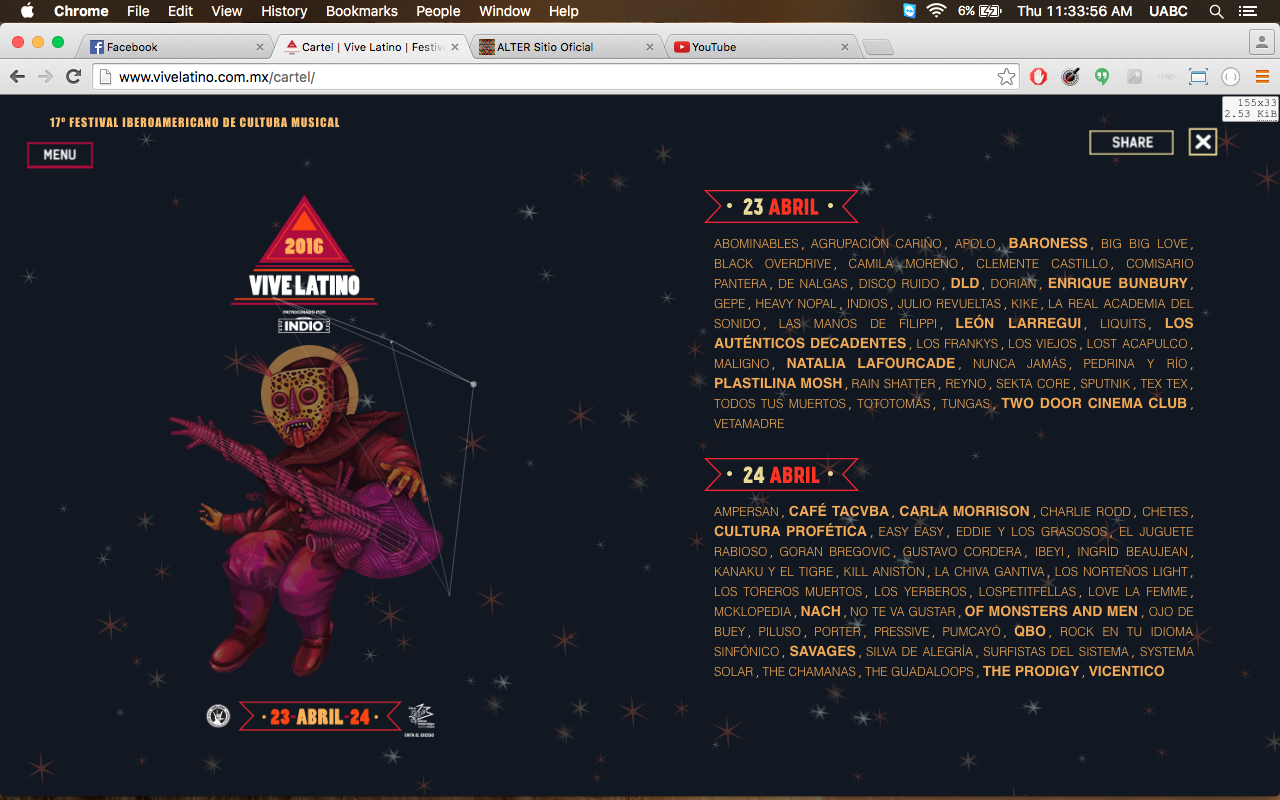 Chrome File Edit View History Bookmarks People Window Help 6% Thu 11:33:56 AM UABC
Facebook Cartel | Vive Latino | Festiva ALTER Sitio Oficial YouTube
www.vivelatino.com.mx/cartel/
155x33
2.53 KiB
17º FESTIVAL IBEROAMERICANO DE CULTURA MUSICAL
MENU
SHARE
2016
VIVE LATINO
PATROCINADO POR
INDIO
23·ABRIL·24
EVITA EL EXCESO
• 23 ABRIL •
ABOMINABLES , AGRUPACIÓN CARIÑO , APOLO , BARONESS , BIG BIG LOVE ,
BLACK OVERDRIVE , CAMILA MORENO , CLEMENTE CASTILLO , COMISARIO
PANTERA , DE NALGAS , DISCO RUIDO , DLD , DORIAN , ENRIQUE BUNBURY ,
GEPE , HEAVY NOPAL , INDIOS , JULIO REVUELTAS , KIKE , LA REAL ACADEMIA DEL
SONIDO , LAS MANOS DE FILIPPI , LEÓN LARREGUI , LIQUITS , LOS
AUTÉNTICOS DECADENTES , LOS FRANKYS , LOS VIEJOS , LOST ACAPULCO ,
MALIGNO , NATALIA LAFOURCADE , NUNCA JAMÁS , PEDRINA Y RÍO ,
PLASTILINA MOSH , RAIN SHATTER , REYNO , SEKTA CORE , SPUTNIK , TEX TEX ,
TODOS TUS MUERTOS , TOTOTOMÁS , TUNGAS , TWO DOOR CINEMA CLUB ,
VETAMADRE
• 24 ABRIL •
AMPERSAN , CAFÉ TACVBA , CARLA MORRISON , CHARLIE RODD , CHETES ,
CULTURA PROFÉTICA , EASY EASY , EDDIE Y LOS GRASOSOS , EL JUGUETE
RABIOSO , GORAN BREGOVIC , GUSTAVO CORDERA , IBEYI , INGRID BEAUJEAN ,
KANAKU Y EL TIGRE , KILL ANISTON , LA CHIVA GANTIVA , LOS NORTEÑOS LIGHT ,
LOS TOREROS MUERTOS , LOS YERBEROS , LOSPETITFELLAS , LOVE LA FEMME ,
MCKLOPEDIA , NACH , NO TE VA GUSTAR , OF MONSTERS AND MEN , OJO DE
BUEY , PILUSO , PORTER , PRESSIVE , PUMCAYÓ , QBO , ROCK EN TU IDIOMA
SINFÓNICO , SAVAGES , SILVA DE ALEGRÍA , SURFISTAS DEL SISTEMA , SYSTEMA
SOLAR , THE CHAMANAS , THE GUADALOOPS , THE PRODIGY , VICENTICO